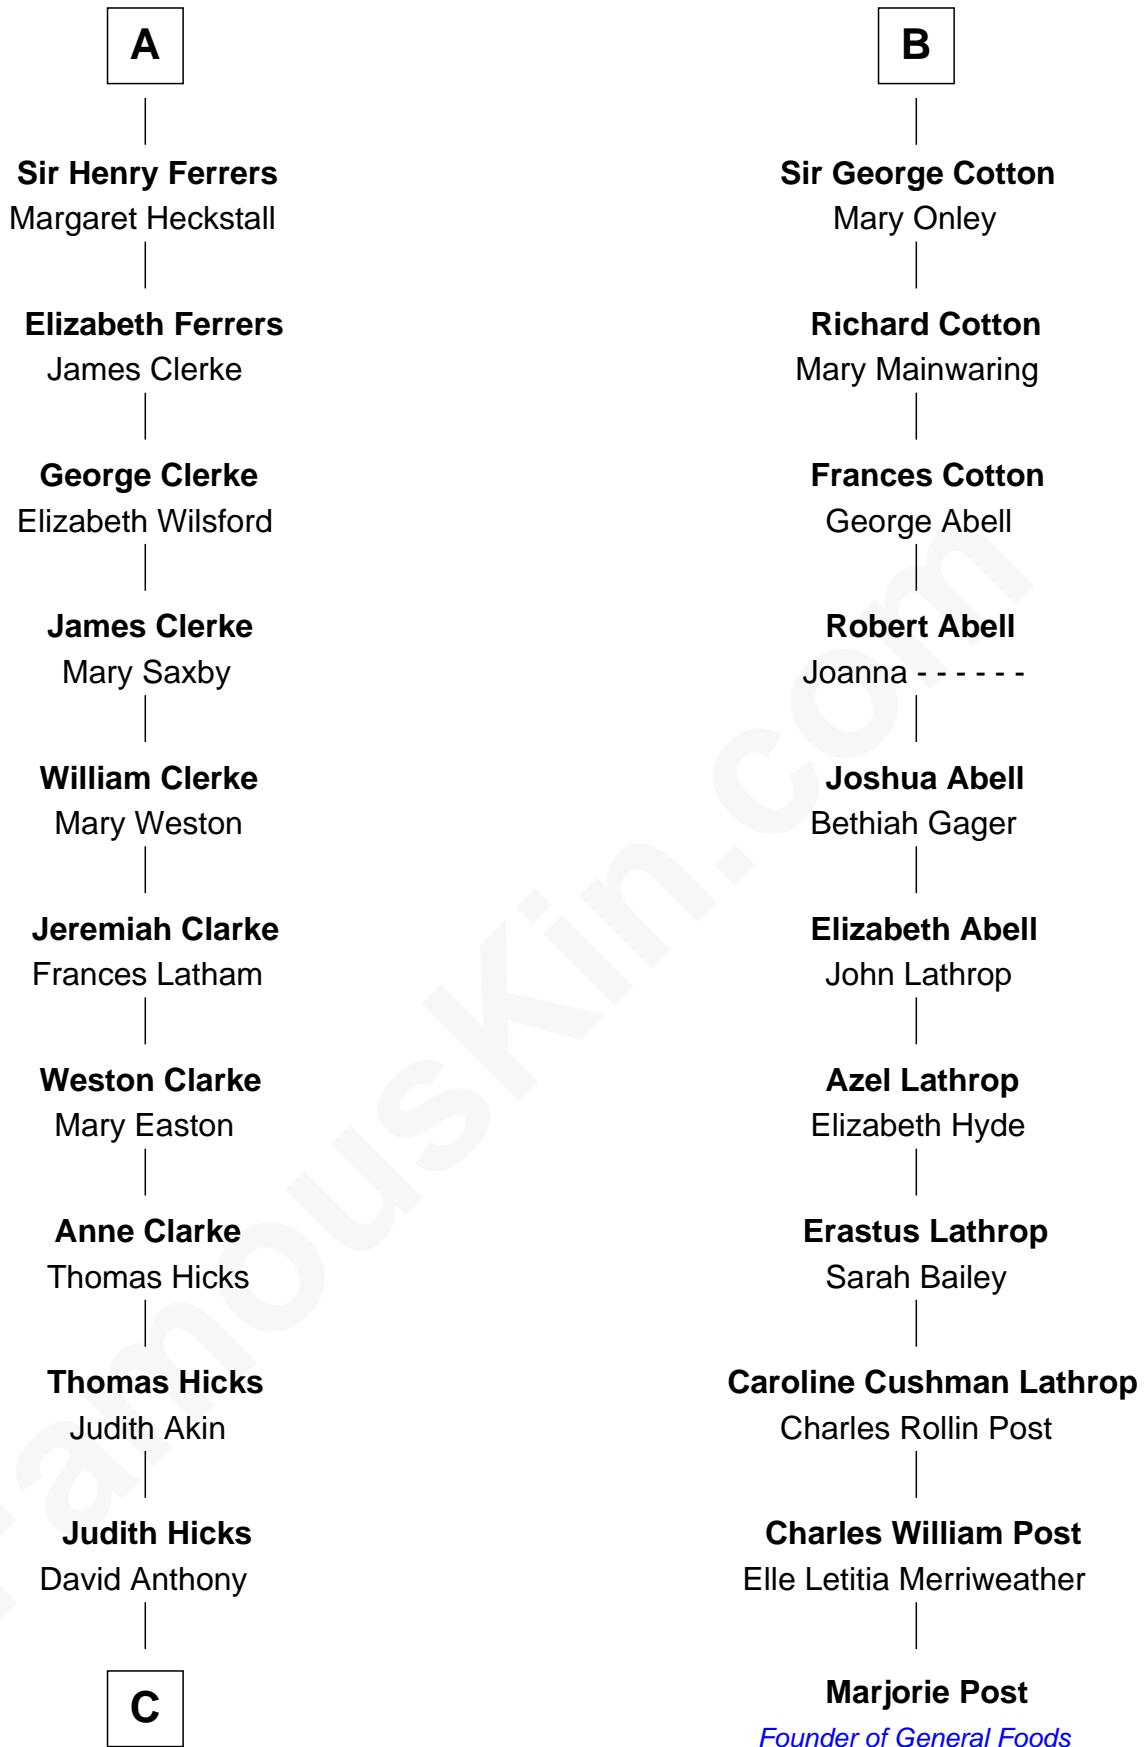 A
Sir Henry Ferrers
Margaret Heckstall
Elizabeth Ferrers
James Clerke
George Clerke
Elizabeth Wilsford
James Clerke
Mary Saxby
William Clerke
Mary Weston
Jeremiah Clarke
Frances Latham
Weston Clarke
Mary Easton
Anne Clarke
Thomas Hicks
Thomas Hicks
Judith Akin
Judith Hicks
David Anthony
C
B
Sir George Cotton
Mary Onley
Richard Cotton
Mary Mainwaring
Frances Cotton
George Abell
Robert Abell
Joanna - - - - - -
Joshua Abell
Bethiah Gager
Elizabeth Abell
John Lathrop
Azel Lathrop
Elizabeth Hyde
Erastus Lathrop
Sarah Bailey
Caroline Cushman Lathrop
Charles Rollin Post
Charles William Post
Elle Letitia Merriweather
Marjorie Post
Founder of General Foods
FamousKin.com